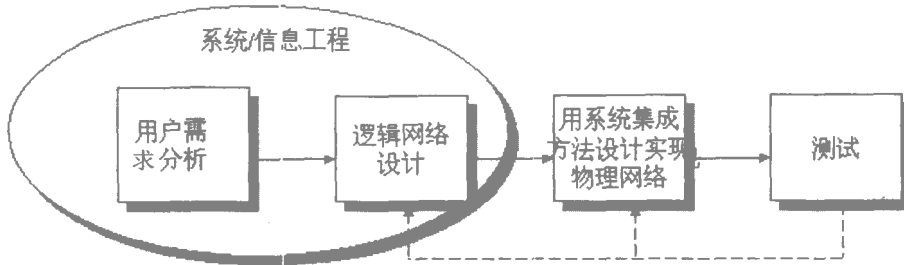 系统/信息工程
用户需
求分析
逻辑网络
设计
用系统集成
方法设计实现
物理网络
测试